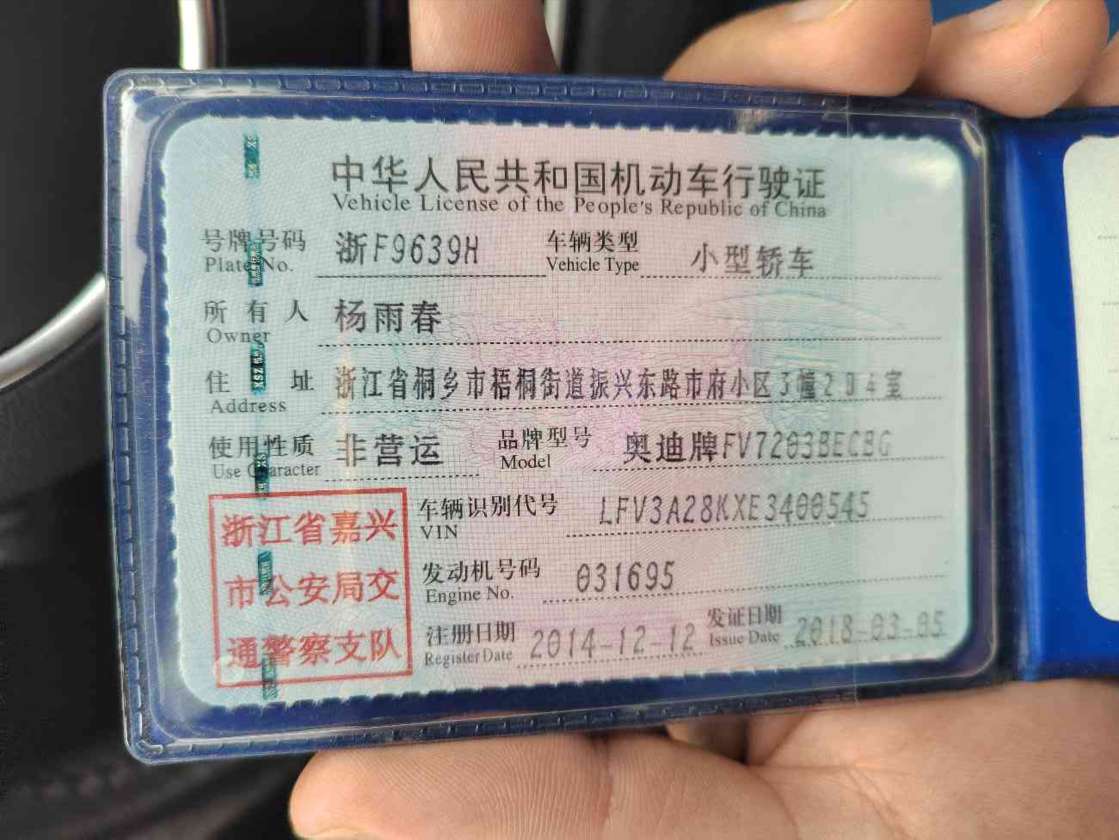 中华人民共和国机动车行驶证
Vehicle License of the People's Republic of China
号牌号码 浙F9639H 车辆类型 小型轿车
Plate No. Vehicle Type
所有人 杨雨春
Owner
住址 浙江省桐乡市梧桐街道振兴东路市府小区3幢204室
Address
使用性质 非营运 品牌型号 奥迪牌FV7203BECBG
Use Character Model
浙江省嘉兴
市公安局交
通警察支队
车辆识别代号 LFV3A28KXE3400545
VIN
发动机号码 031695
Engine No.
注册日期 2014-12-12 发证日期 2018-03-05
Register Date Issue Date